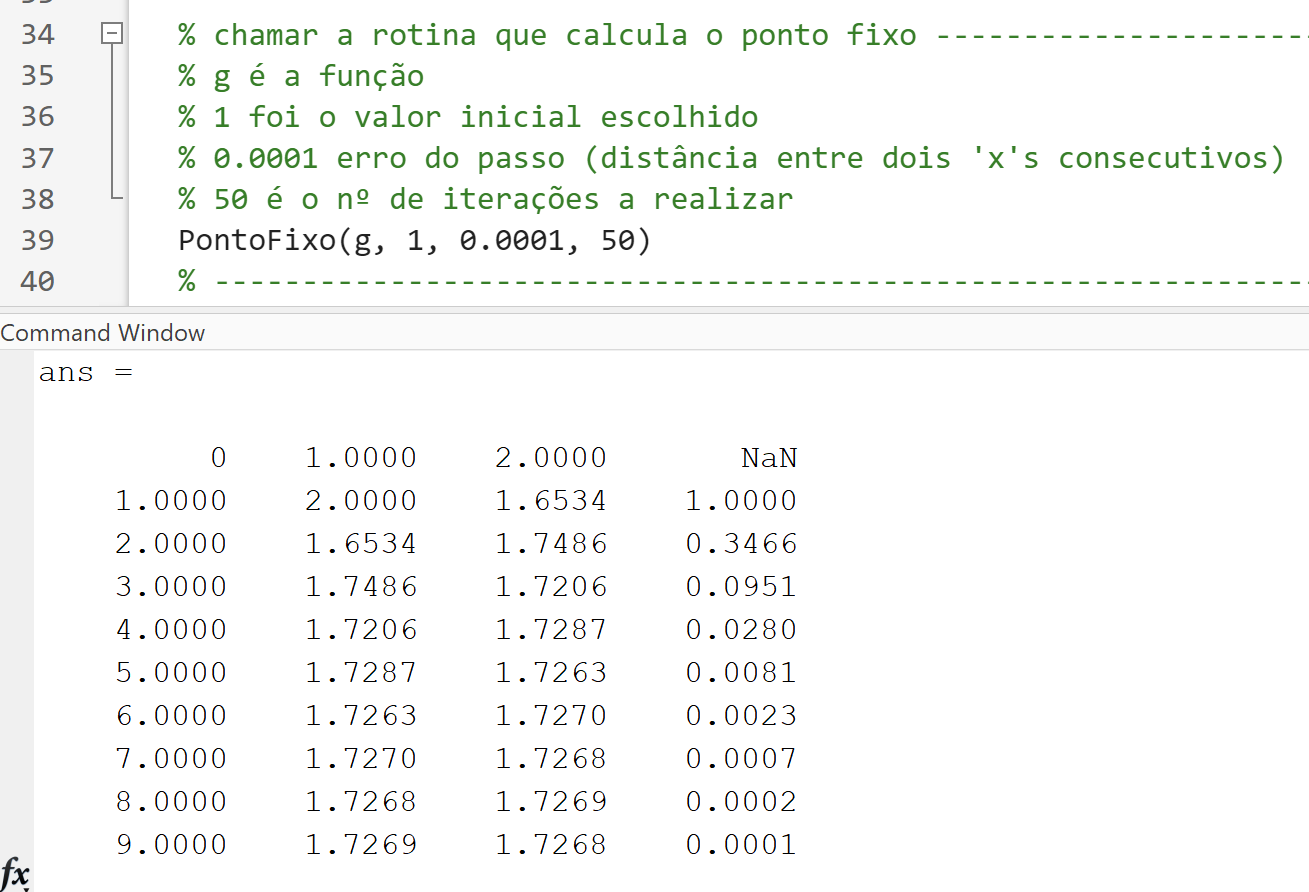 34 % chamar a rotina que calcula o ponto fixo ----------------------
35 % g é a função
36 % 1 foi o valor inicial escolhido
37 % 0.0001 erro do passo (distância entre dois 'x's consecutivos)
38 % 50 é o nº de iterações a realizar
39 PontoFixo(g, 1, 0.0001, 50)
40 % ---------------------------------------------------------------
Command Window
ans =
0 1.0000 2.0000 NaN
1.0000 2.0000 1.6534 1.0000
2.0000 1.6534 1.7486 0.3466
3.0000 1.7486 1.7206 0.0951
4.0000 1.7206 1.7287 0.0280
5.0000 1.7287 1.7263 0.0081
6.0000 1.7263 1.7270 0.0023
7.0000 1.7270 1.7268 0.0007
8.0000 1.7268 1.7269 0.0002
9.0000 1.7269 1.7268 0.0001
fx